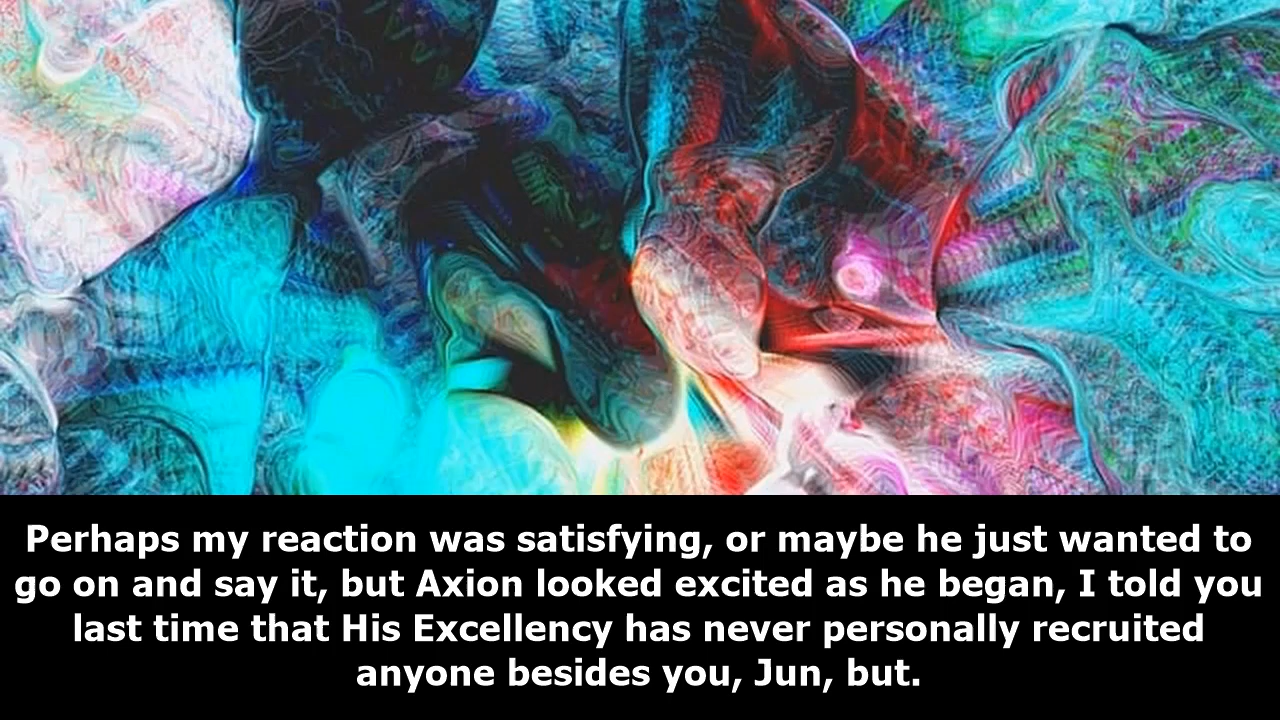 Perhaps my reaction was satisfying, or maybe he just wanted to
go on and say it, but Axion looked excited as he began, I told you
last time that His Excellency has never personally recruited
anyone besides you, Jun, but.